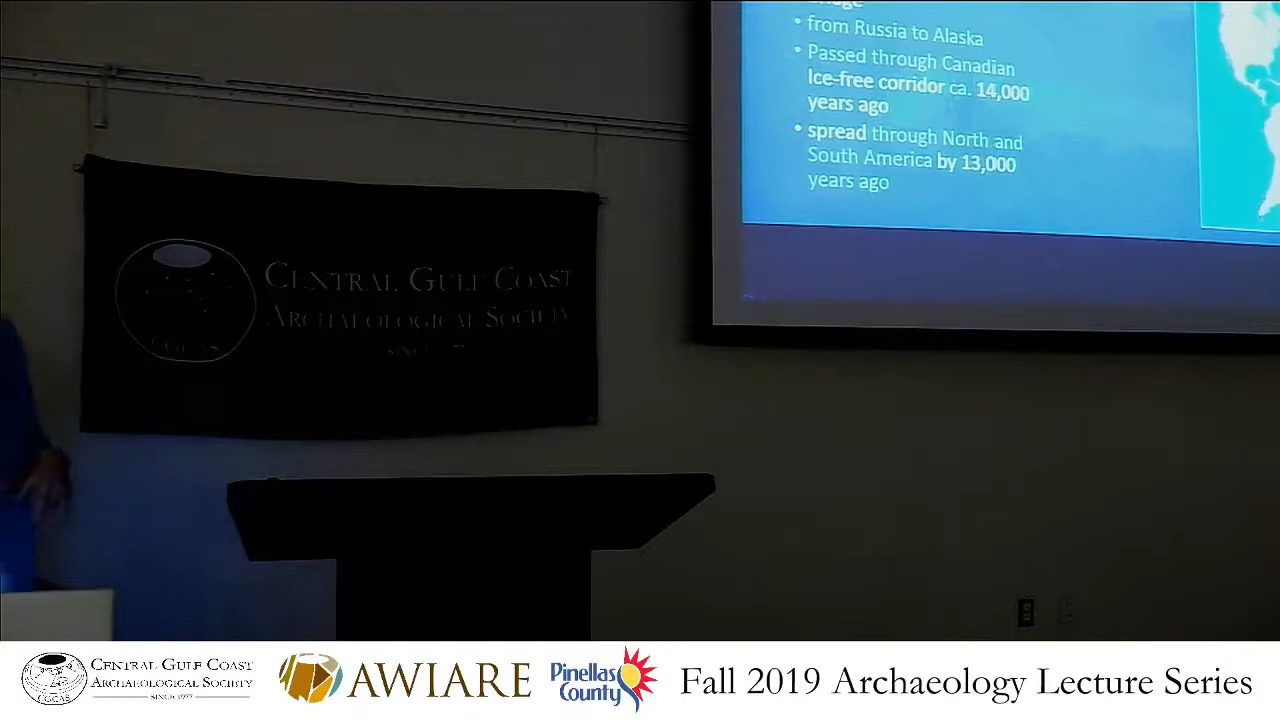 • from Russia to Alaska
• Passed through Canadian
Ice-free corridor ca. 14,000
years ago
• spread through North and
South America by 13,000
years ago
CENTRAL GULF COAST
ARCHAEOLOGICAL SOCIETY
CENTRAL GULF COAST
ARCHAEOLOGICAL SOCIETY
SINCE 1977
AWIARE
Pinellas
County
Fall 2019 Archaeology Lecture Series